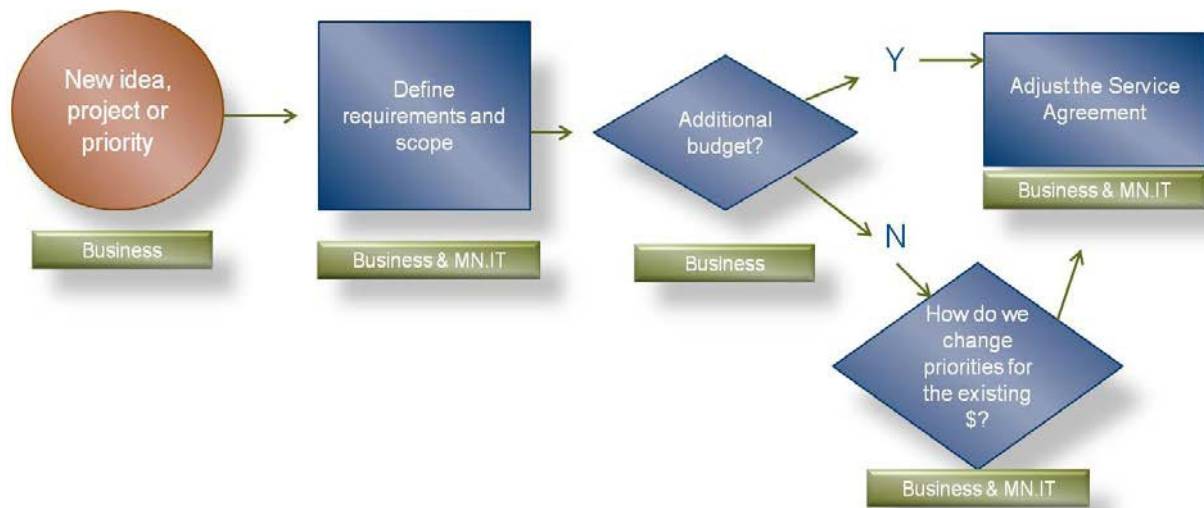 New idea,
project or
priority
Business
Define
requirements and
scope
Business & MN.IT
Additional
budget?
Business
Y
Adjust the Service
Agreement
Business & MN.IT
N
How do we
change
priorities for
the existing
$?
Business & MN.IT